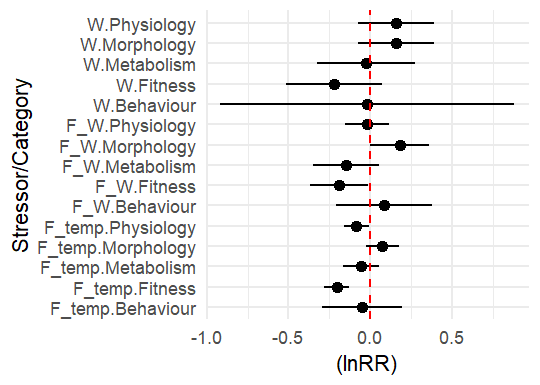 W.Physiology
W.Morphology
W.Metabolism
W.Fitness
W.Behaviour
F_W.Physiology
F_W.Morphology
F_W.Metabolism
F_W.Fitness
F_W.Behaviour
F_temp.Physiology
F_temp.Morphology
F_temp.Metabolism
F_temp.Fitness
F_temp.Behaviour
Stressor/Category
-1.0 -0.5 0.0 0.5
(lnRR)